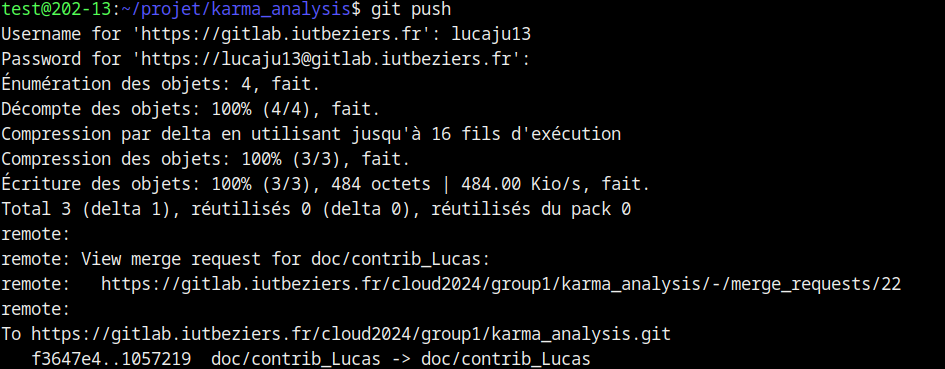 test@202-13:~/projet/karma_analysis$ git push
Username for 'https://gitlab.iutbeziers.fr': lucaju13
Password for 'https://lucaju13@gitlab.iutbeziers.fr':
Énumération des objets: 4, fait.
Décompte des objets: 100% (4/4), fait.
Compression par delta en utilisant jusqu'à 16 fils d'exécution
Compression des objets: 100% (3/3), fait.
Écriture des objets: 100% (3/3), 484 octets | 484.00 Kio/s, fait.
Total 3 (delta 1), réutilisés 0 (delta 0), réutilisés du pack 0
remote:
remote: View merge request for doc/contrib_Lucas:
remote:   https://gitlab.iutbeziers.fr/cloud2024/group1/karma_analysis/-/merge_requests/22
remote:
To https://gitlab.iutbeziers.fr/cloud2024/group1/karma_analysis.git
   f3647e4..1057219  doc/contrib_Lucas -> doc/contrib_Lucas